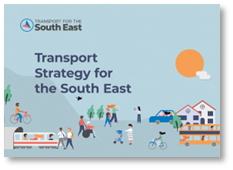 TRANSPORT FOR THE
South East
Transport
Strategy for
the South East